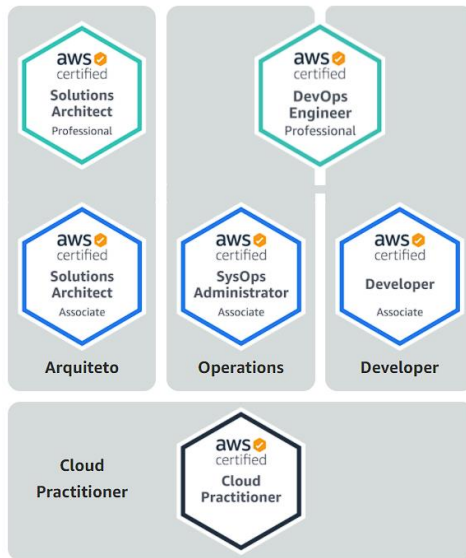 aws
certified
Solutions
Architect
Professional
aws
certified
DevOps
Engineer
Professional
aws
certified
Solutions
Architect
Associate
aws
certified
SysOps
Administrator
Associate
aws
certified
Developer
Associate
Arquiteto
Operations
Developer
Cloud
Practitioner
aws
certified
Cloud
Practitioner